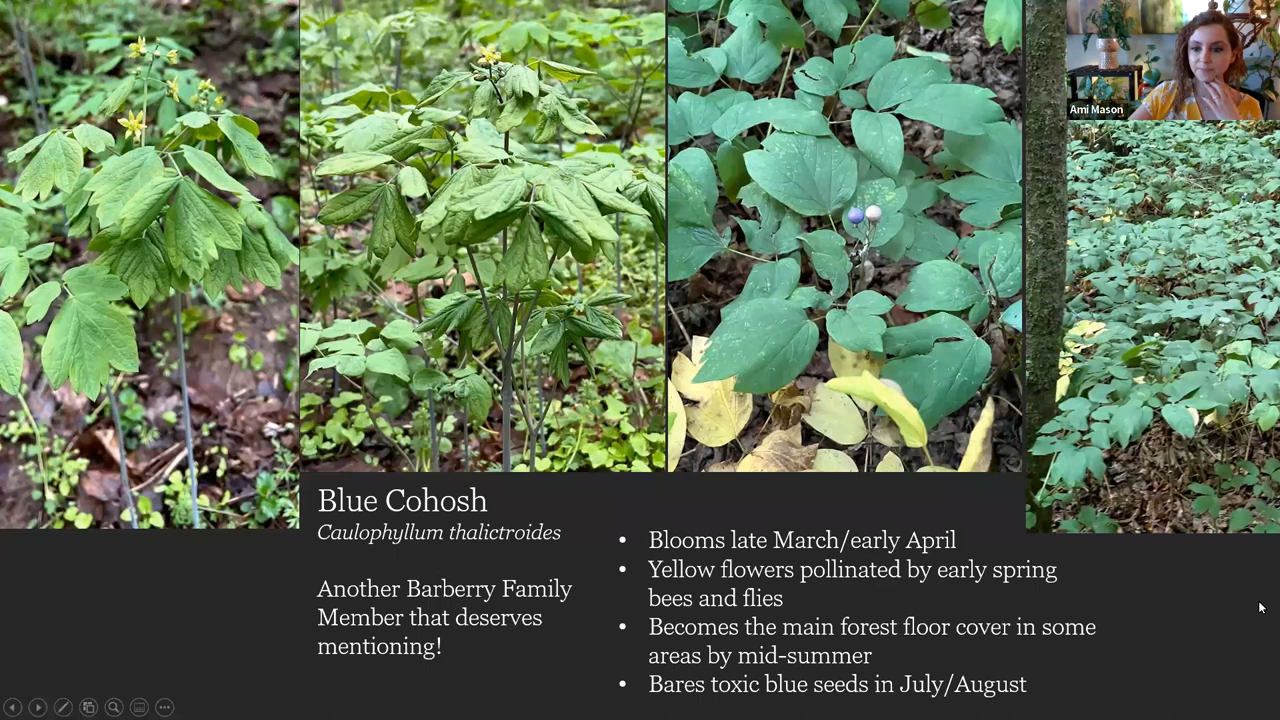 Ami Mason
Blue Cohosh
Caulophyllum thalictroides
Another Barberry Family
Member that deserves
mentioning!
• Blooms late March/early April
• Yellow flowers pollinated by early spring
bees and flies
• Becomes the main forest floor cover in some
areas by mid-summer
• Bares toxic blue seeds in July/August